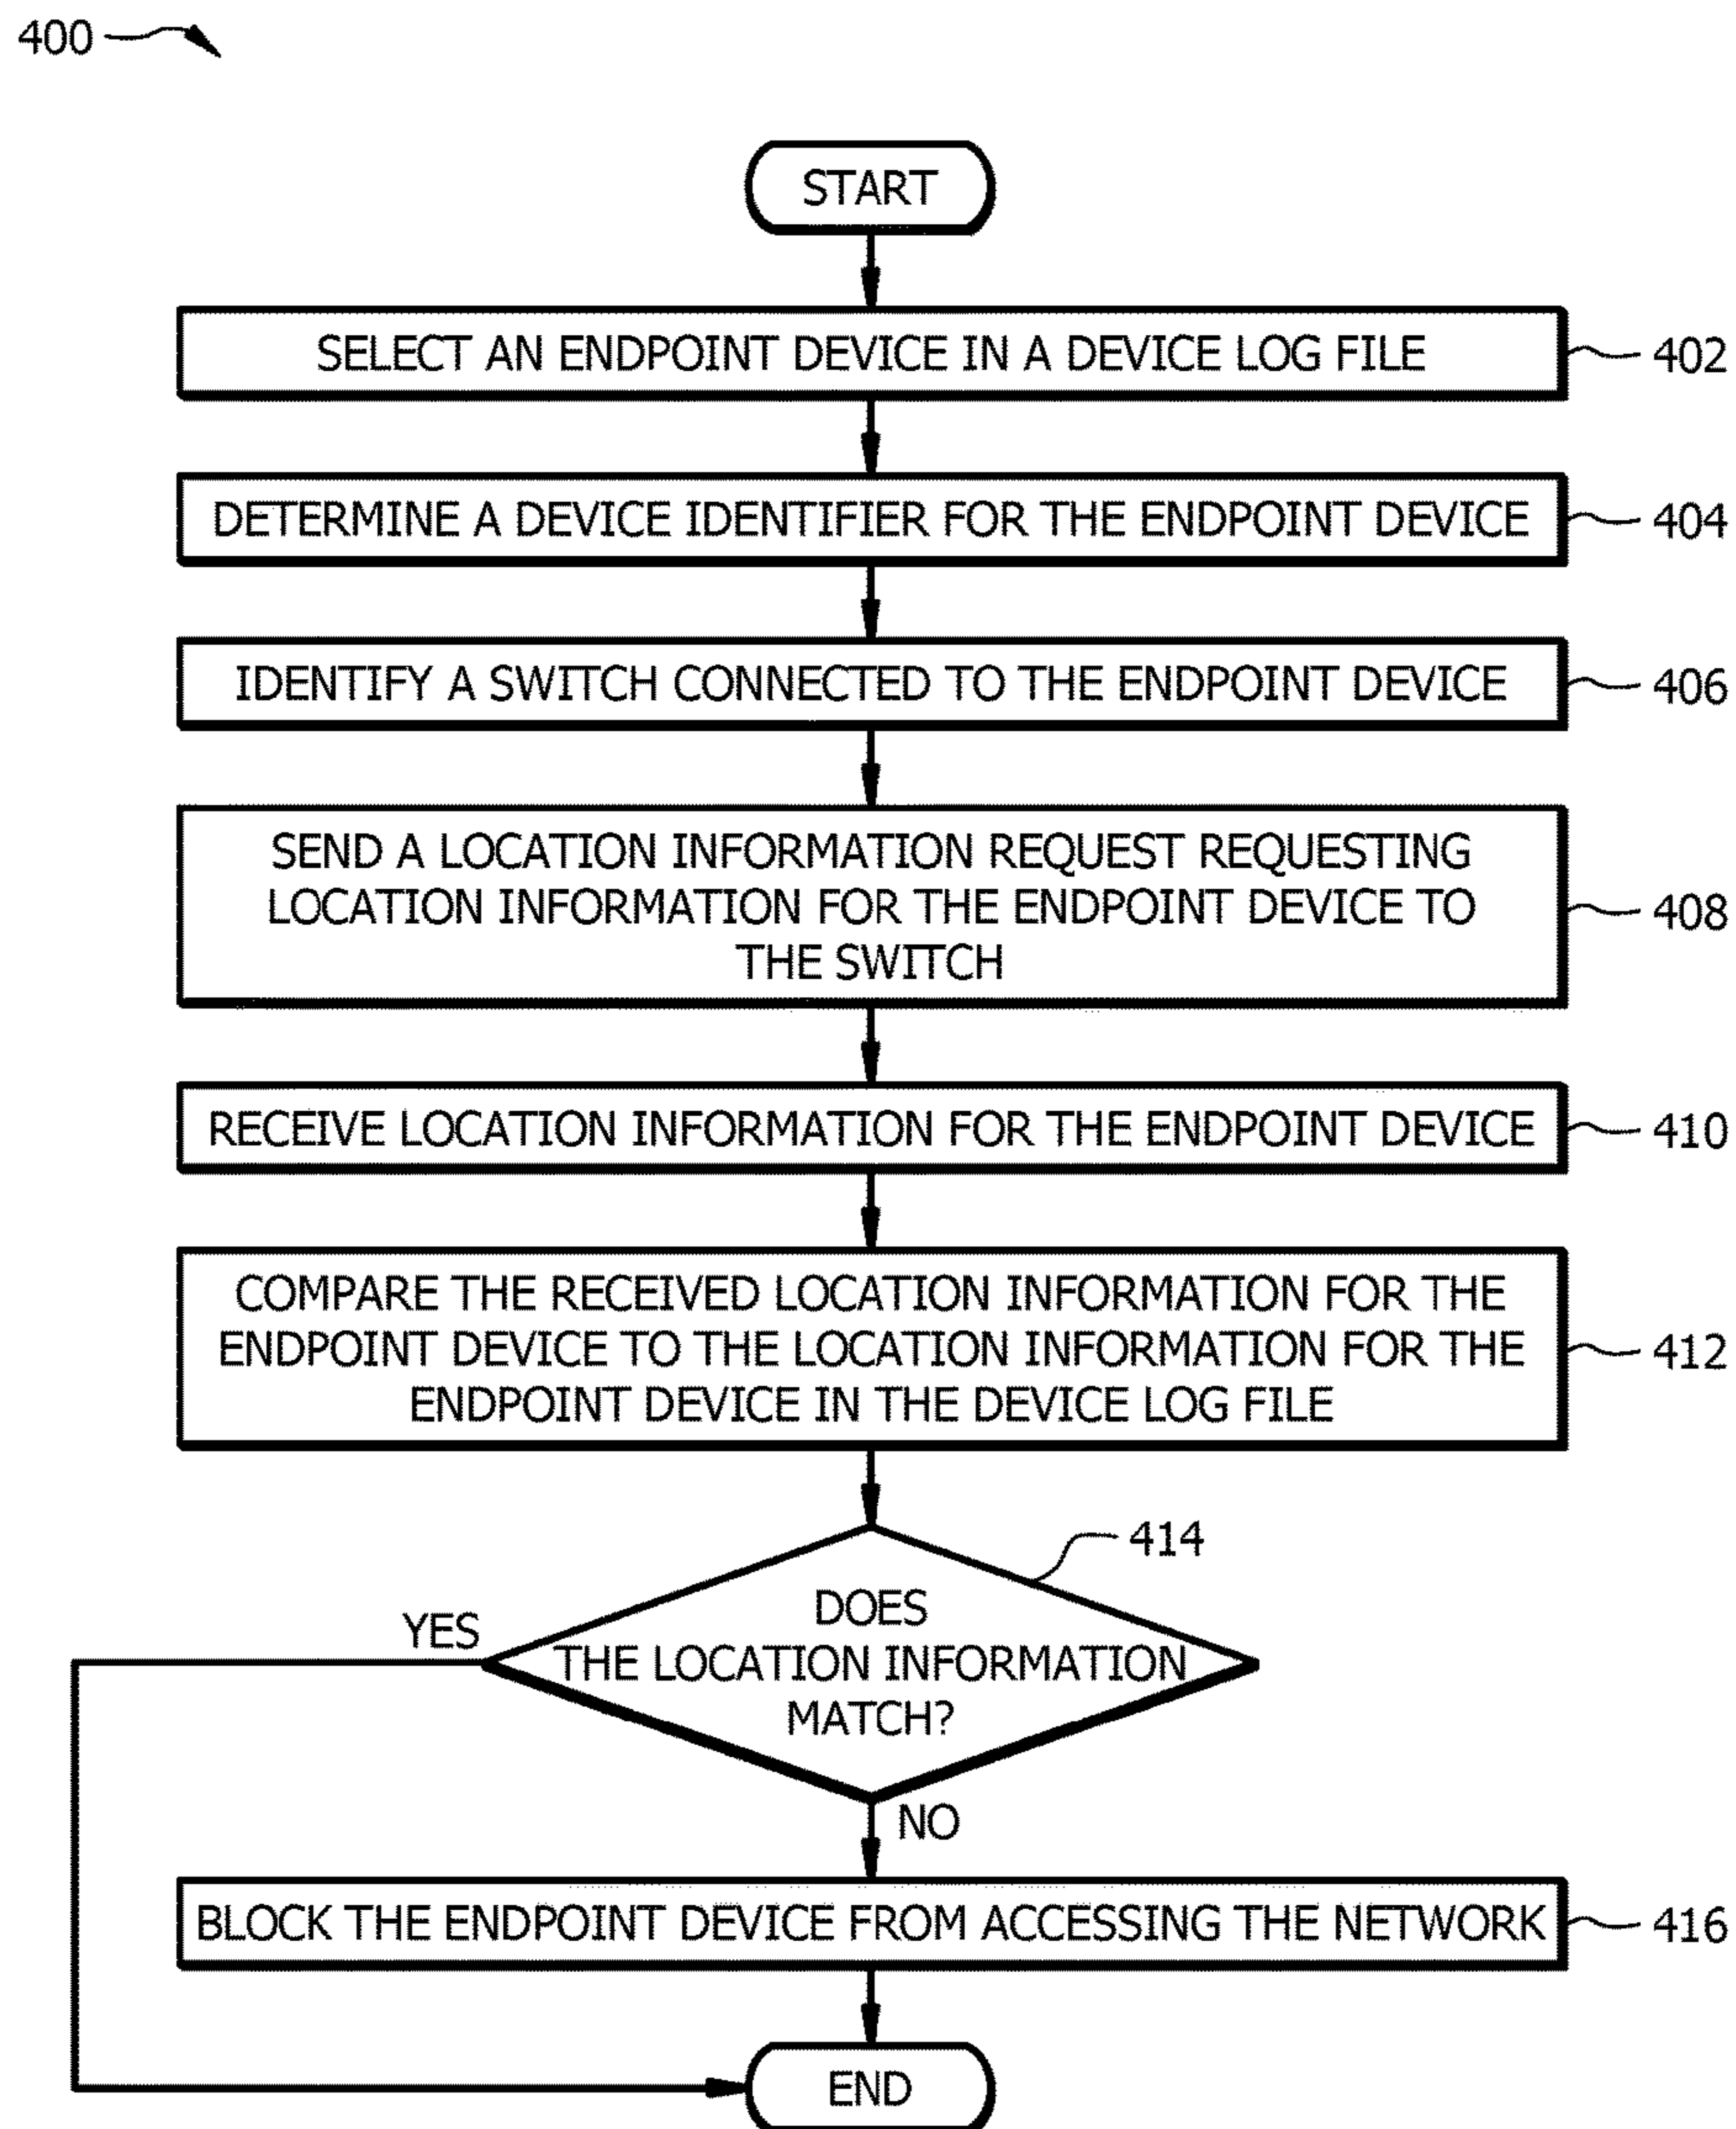 400
START
SELECT AN ENDPOINT DEVICE IN A DEVICE LOG FILE
402
DETERMINE A DEVICE IDENTIFIER FOR THE ENDPOINT DEVICE
404
IDENTIFY A SWITCH CONNECTED TO THE ENDPOINT DEVICE
406
SEND A LOCATION INFORMATION REQUEST REQUESTING
LOCATION INFORMATION FOR THE ENDPOINT DEVICE TO
THE SWITCH
408
RECEIVE LOCATION INFORMATION FOR THE ENDPOINT DEVICE
410
COMPARE THE RECEIVED LOCATION INFORMATION FOR THE
ENDPOINT DEVICE TO THE LOCATION INFORMATION FOR THE
ENDPOINT DEVICE IN THE DEVICE LOG FILE
412
414
DOES
THE LOCATION INFORMATION
MATCH?
YES
NO
BLOCK THE ENDPOINT DEVICE FROM ACCESSING THE NETWORK
416
END